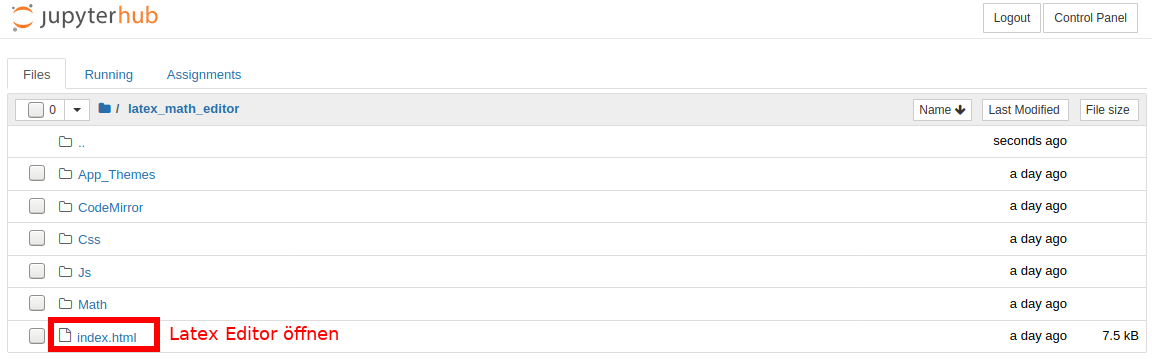 jupyterhub Logout Control Panel
Files Running Assignments
0 / latex_math_editor Name Last Modified File size
.. seconds ago
App_Themes a day ago
CodeMirror a day ago
Css a day ago
Js a day ago
Math a day ago
index.html Latex Editor öffnen a day ago 7.5 kB